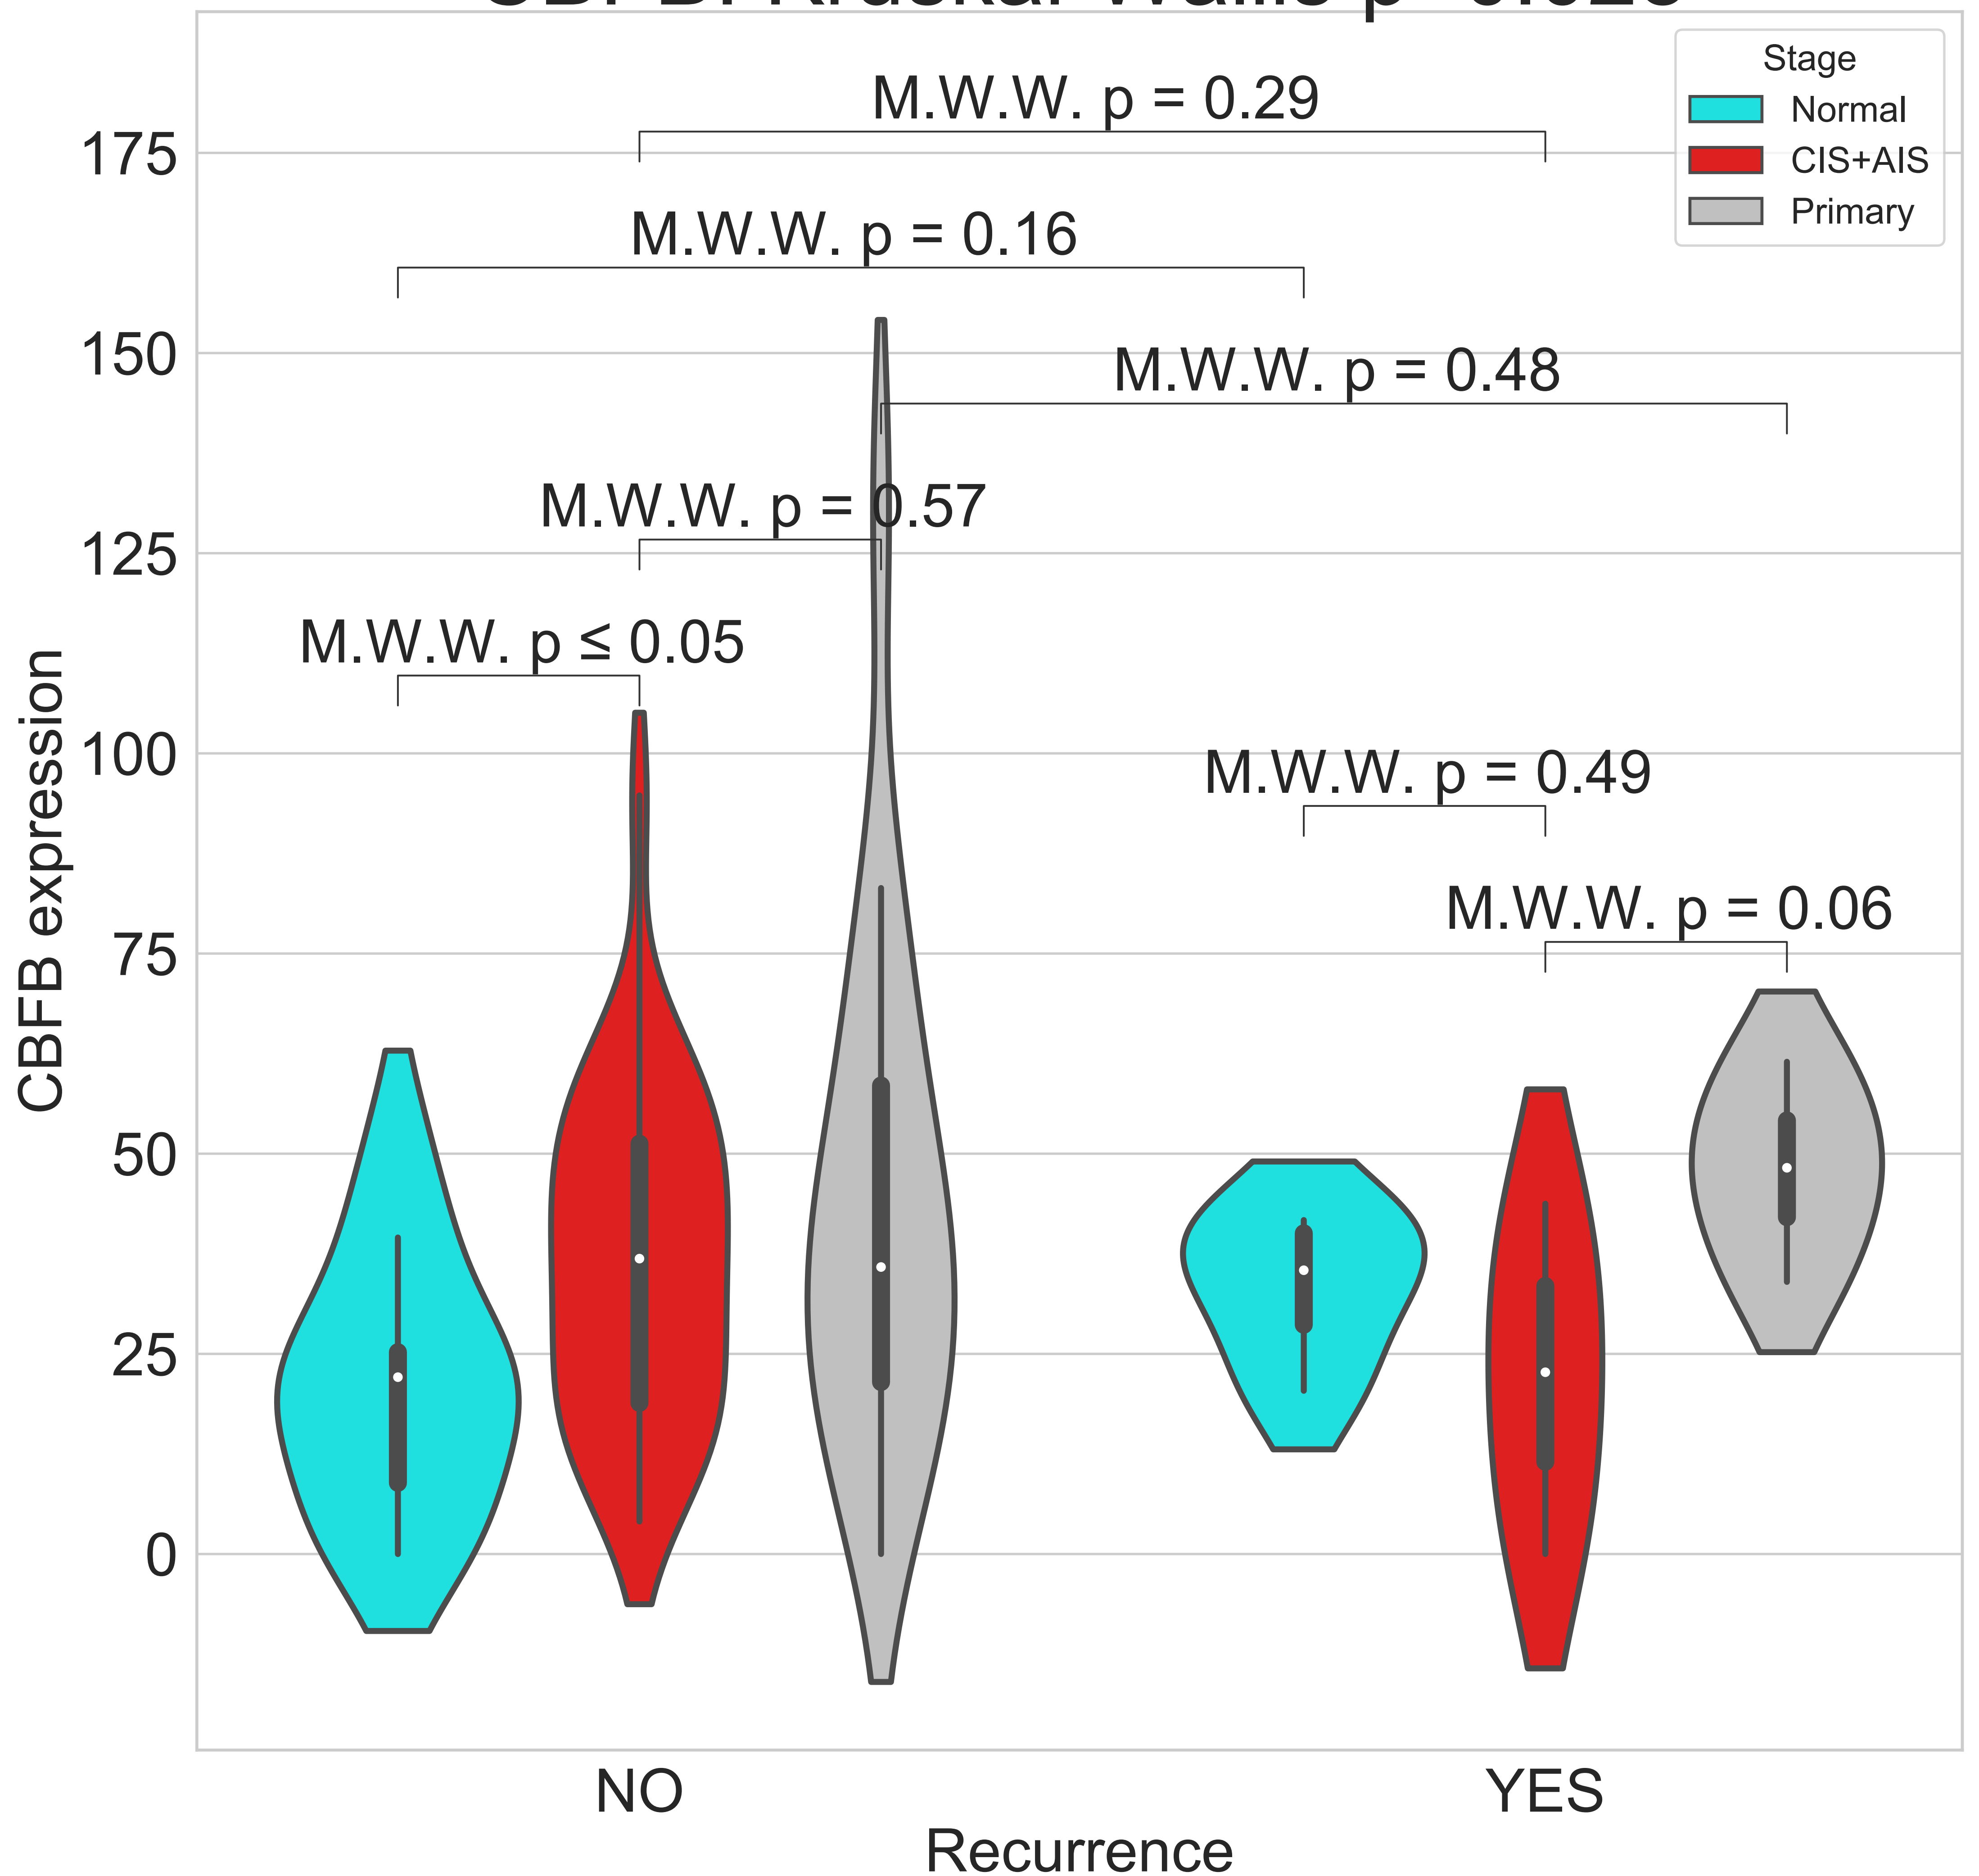 Stage
Normal
CIS+AIS
Primary
M.W.W. p = 0.29
M.W.W. p = 0.16
M.W.W. p = 0.48
M.W.W. p = 0.57
M.W.W. p ≤ 0.05
M.W.W. p = 0.49
M.W.W. p = 0.06
175
150
125
100
75
50
25
0
CBFB expression
NO
YES
Recurrence